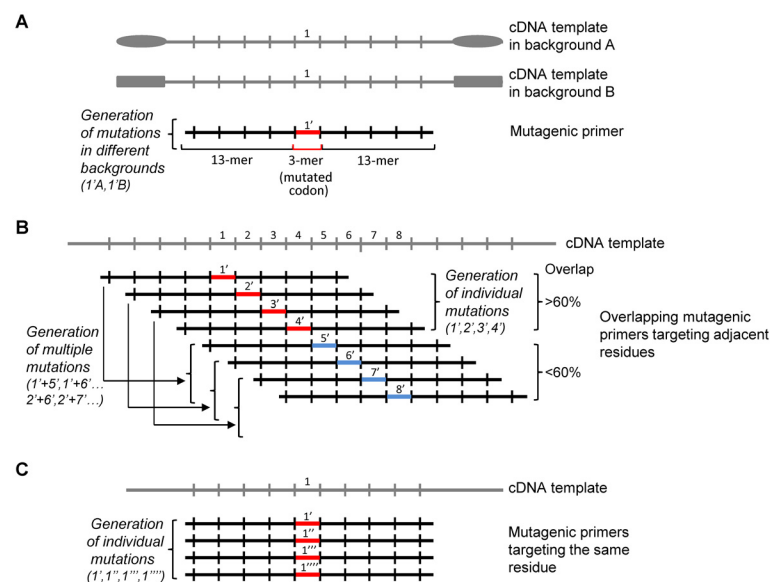 A
1
cDNA template
in background A
1
cDNA template
in background B
Generation
of mutations
in different
backgrounds
(1'A,1'B)
1'
Mutagenic primer
13-mer
3-mer
(mutated
codon)
13-mer
B
1 2 3 4 5 6 7 8
cDNA template
1'
2'
3'
4'
5'
6'
7'
8'
Generation
of individual
mutations
(1',2',3',4')
Overlap
>60%
<60%
Overlapping mutagenic
primers targeting adjacent
residues
Generation
of multiple
mutations
(1'+5',1'+6'...
2'+6',2'+7'...)
C
1
cDNA template
Generation
of individual
mutations
(1',1'',1''',1'''')
1'
1''
1'''
1''''
Mutagenic primers
targeting the same
residue